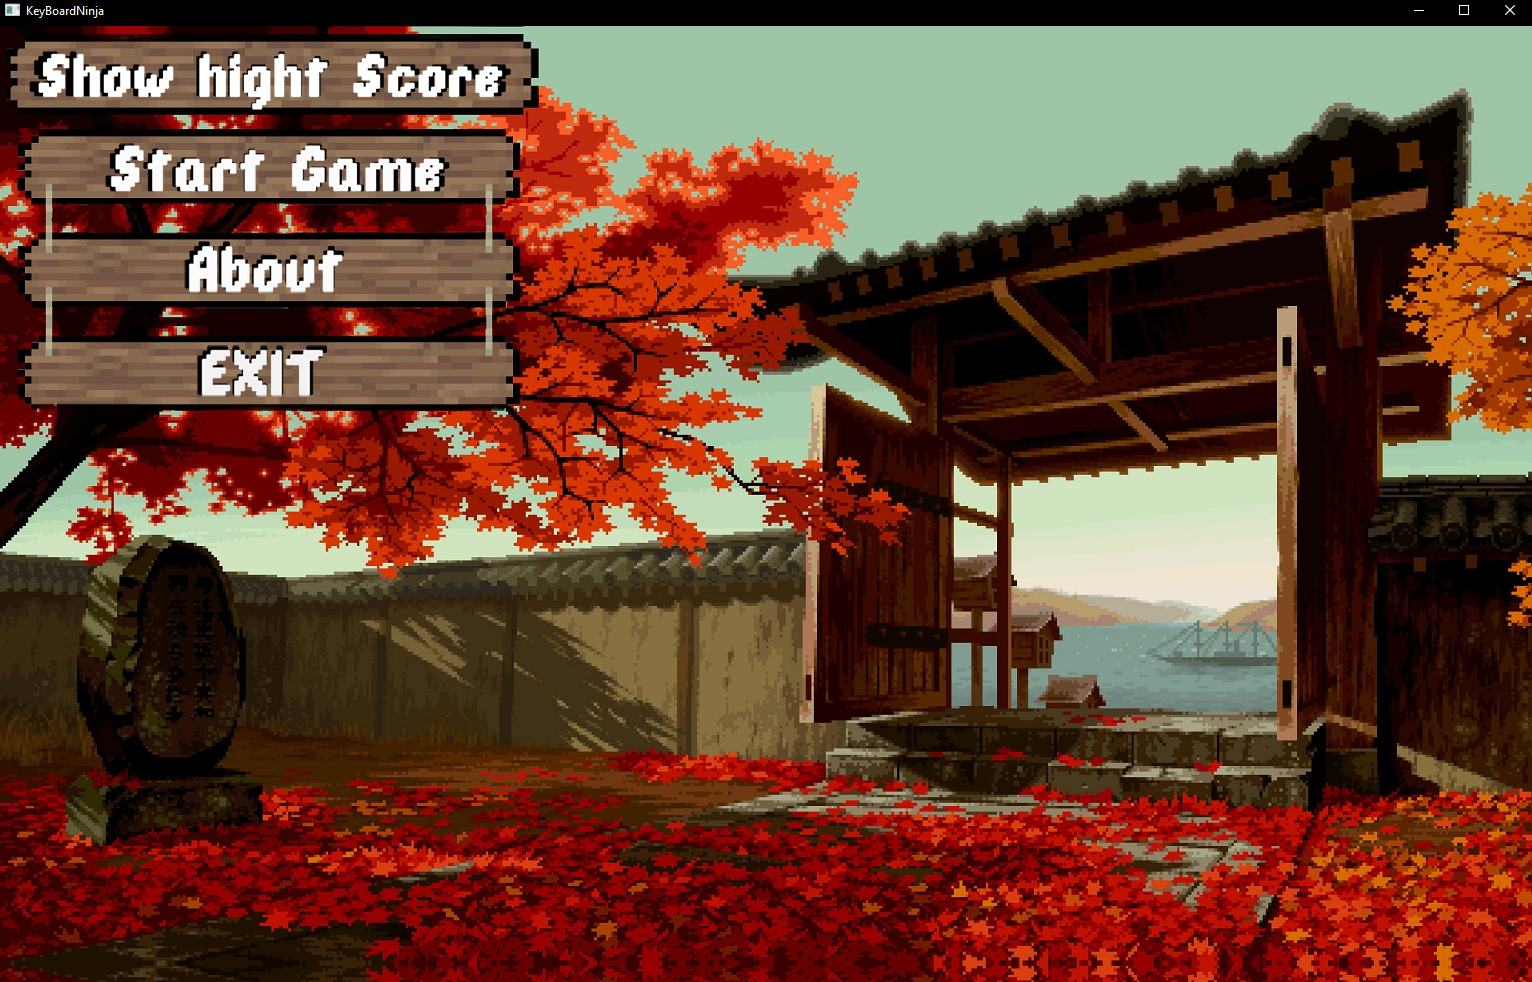 KeyBoardNinja
Show hight Score
Start Game
About
EXIT